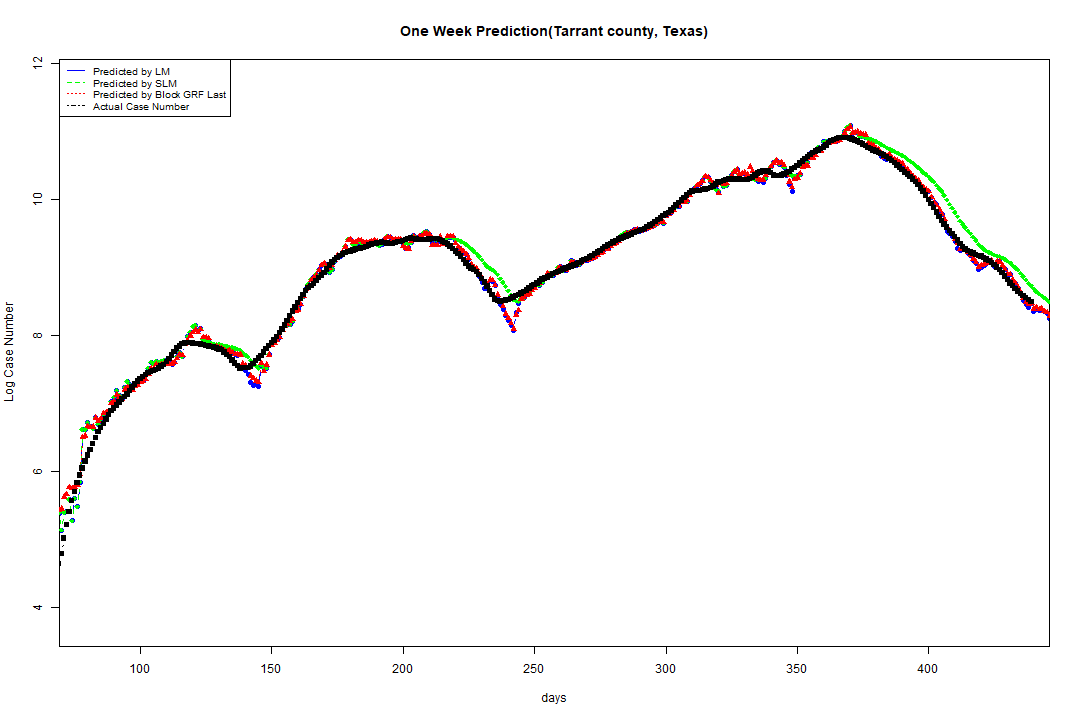 One Week Prediction(Tarrant county, Texas)
Predicted by LM
Predicted by SLM
Predicted by Block GRF Last
Actual Case Number
12
10
8
6
4
Log Case Number
100 150 200 250 300 350 400
days